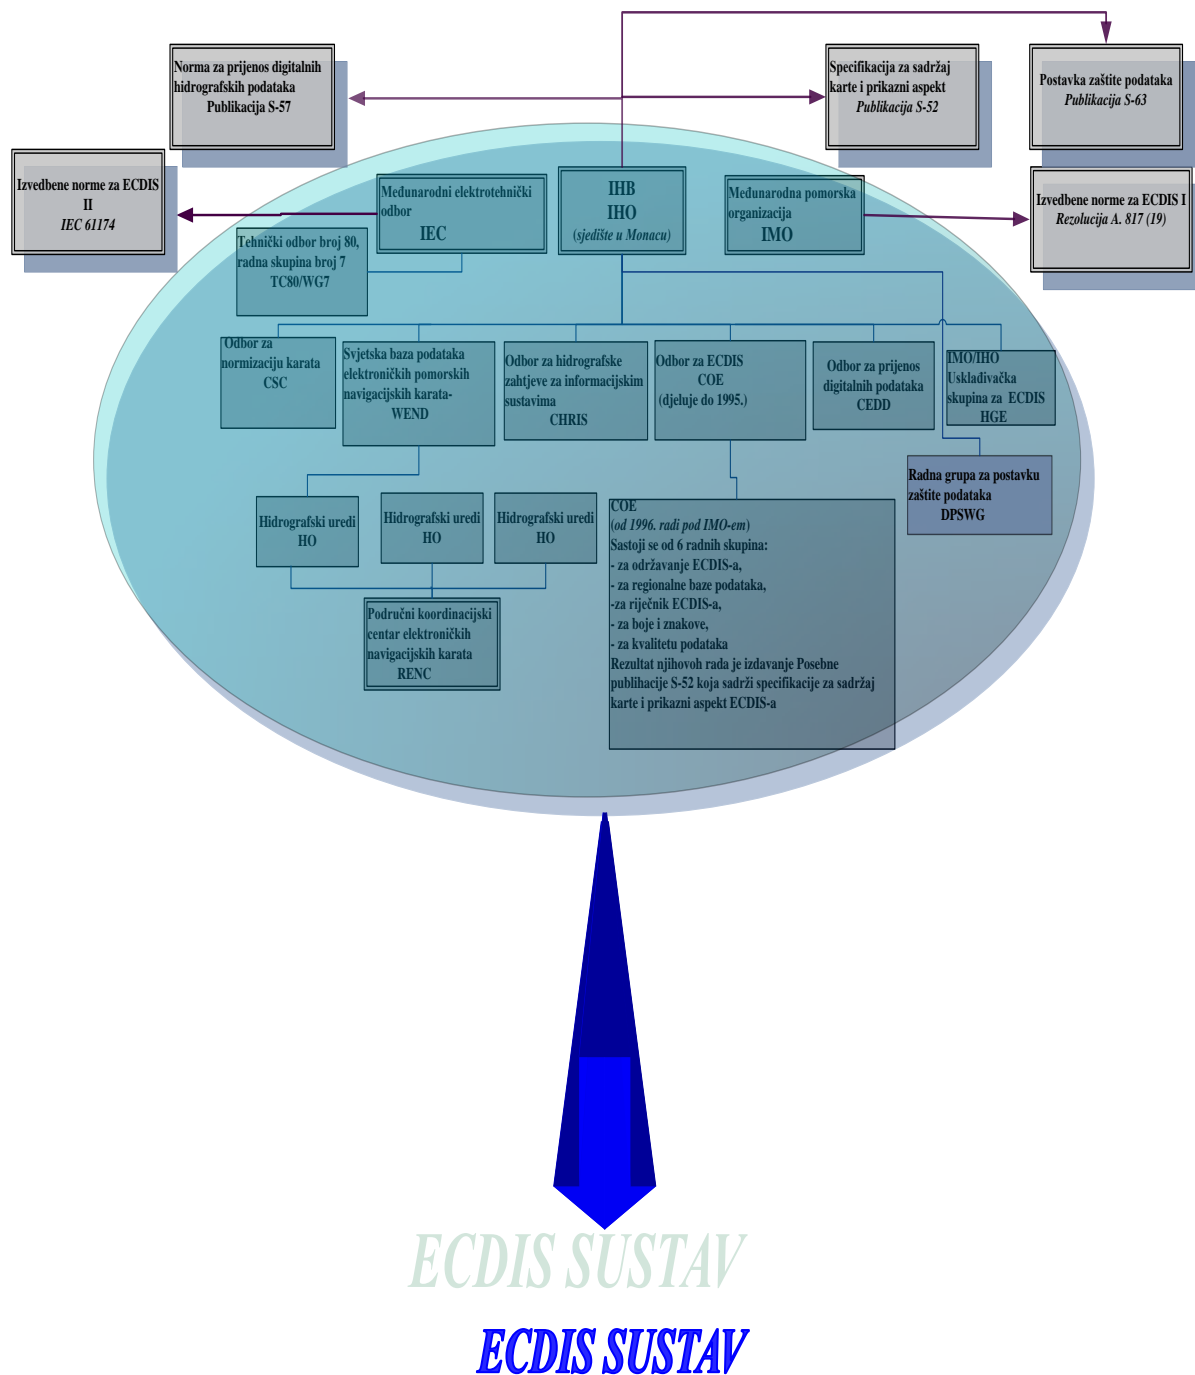 Norma za prijenos digitalnih
hidrografskih podataka
Publikacija S-57
Specifikacija za sadržaj
karte i prikazni aspekt
Publikacija S-52
Postavka zaštite podataka
Publikacija S-63
Izvedbene norme za ECDIS
II
IEC 61174
Međunarodni elektrotehnički
odbor
IEC
IHB
IHO
(sjedište u Monacu)
Međunarodna pomorska
organizacija
IMO
Izvedbene norme za ECDIS I
Rezolucija A. 817 (19)
Tehnički odbor broj 80,
radna skupina broj 7
TC80/WG7
Odbor za
normiziju karata
CSC
Svjetska baza podataka
elektroničkih pomorskih
navigacijskih karata-
WEND
Odbor za hidrografske
zahtjeve za informacijskim
sustavima
CHRIS
Odbor za ECDIS
COE
(djeluje do 1995.)
Odbor za prijenos
digitalnih podataka
CEDD
IMO/IHO
Usklađivačka
skupina za  ECDIS
HGE
Radna grupa za postavku
zaštite podataka
DPSWG
Hidrografski uredi
HO
Hidrografski uredi
HO
Hidrografski uredi
HO
Područni koordinacijski
centar elektroničkih
navigacijskih karata
RENC
COE
(od 1996. radi pod IMO-em)
Sastoji se od 6 radnih skupina:
- za održavanje ECDIS-a,
- za regionalne baze podataka,
-za riječnik ECDIS-a,
- za boje i znakove,
- za kvalitetu podataka
Rezultat njihovoh rada je izdavanje Posebne
publihacije S-52 koja sadrži specifikacije za sadržaj
karte i prikazni aspekt ECDIS-a
ECDIS SUSTAV
ECDIS SUSTAV